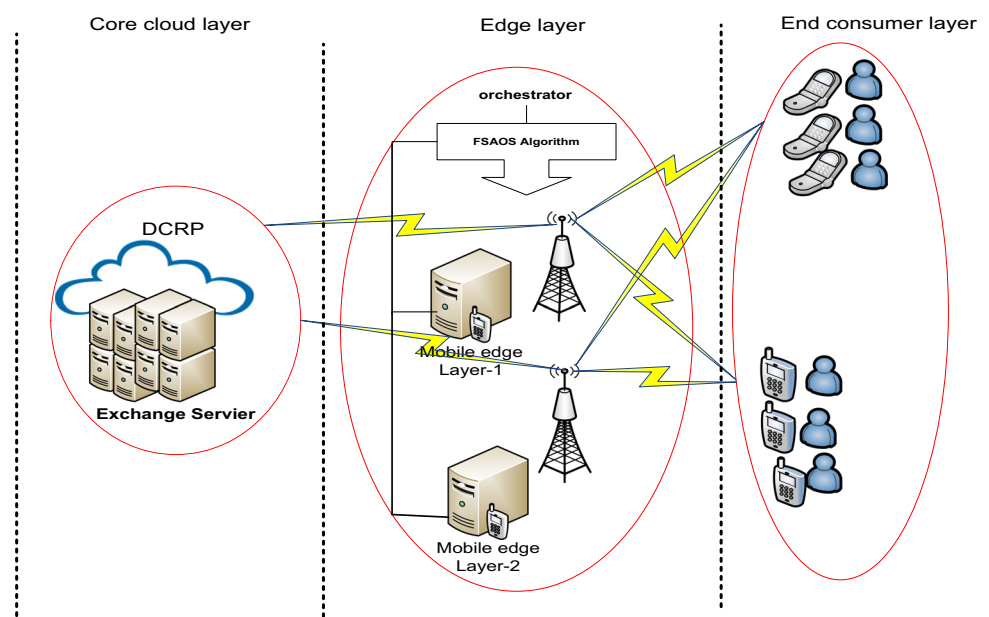 Core cloud layer
Edge layer
End consumer layer
orchestrator
FSAOS Algorithm
DCRP
Exchange Servier
Mobile edge
Layer-1
Mobile edge
Layer-2